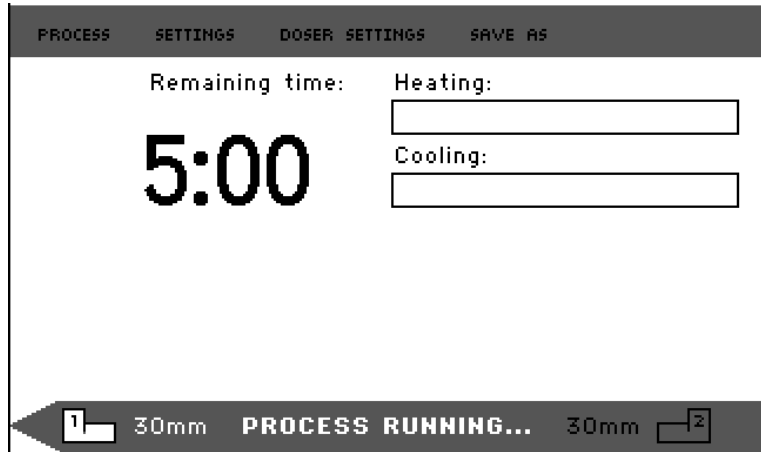 PROCESS SETTINGS DOSER SETTINGS SAVE AS
Remaining time:
5:00
Heating:
Cooling:
1 30mm PROCESS RUNNING... 30mm 2